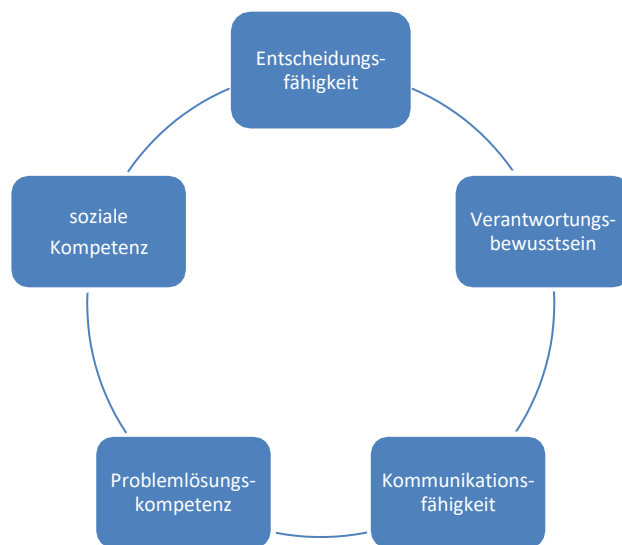 Entscheidungs-
fähigkeit
Verantwortungs-
bewusstsein
Kommunikations-
fähigkeit
Problemlösungs-
kompetenz
soziale
Kompetenz